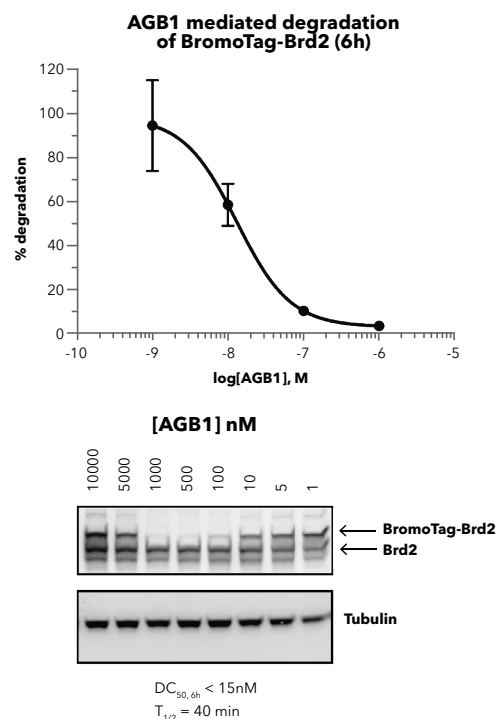 AGB1 mediated degradation
of BromoTag-Brd2 (6h)
120
100
80
60
40
20
0
% degradation
-10 -9 -8 -7 -6 -5
log[AGB1], M
[AGB1] nM
10000 5000 1000 500 100 10 5 1
BromoTag-Brd2
Brd2
Tubulin
DC50, 6h < 15nM
T1/2 = 40 min